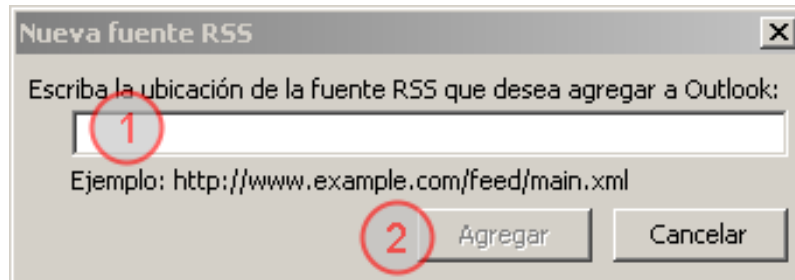 Nueva fuente RSS
Escriba la ubicación de la fuente RSS que desea agregar a Outlook:
1
Ejemplo: http://www.example.com/feed/main.xml
2 Agregar Cancelar